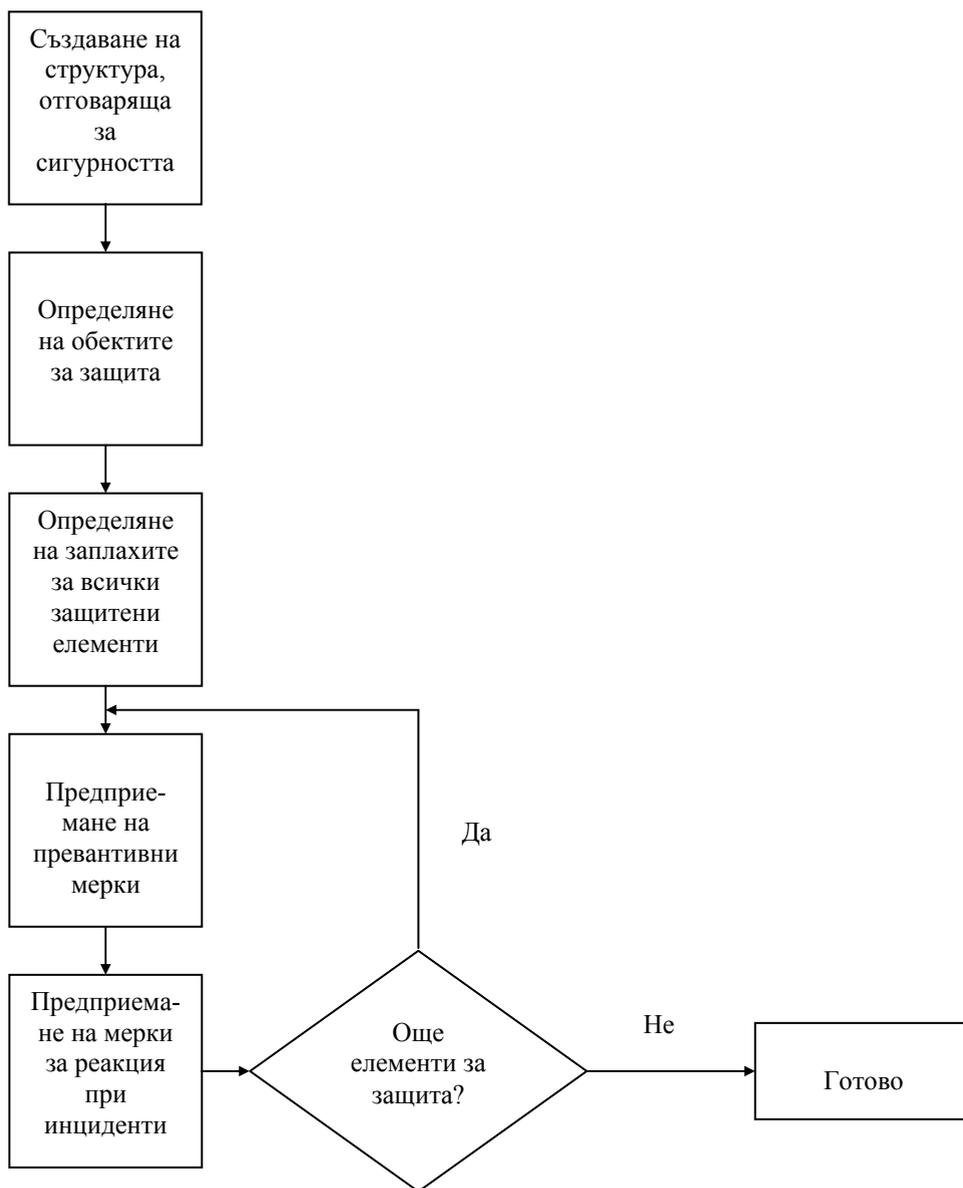 Създаване на
структура,
отговаряща
за
сигурността
Определяне
на обектите
за защита
Определяне
на заплахите
за всички
защитени
елементи
Предприе-
мане на
превантивни
мерки
Да
Предприема-
не на мерки
за реакция
при
инциденти
Още
елементи за
защита?
Не
Готово